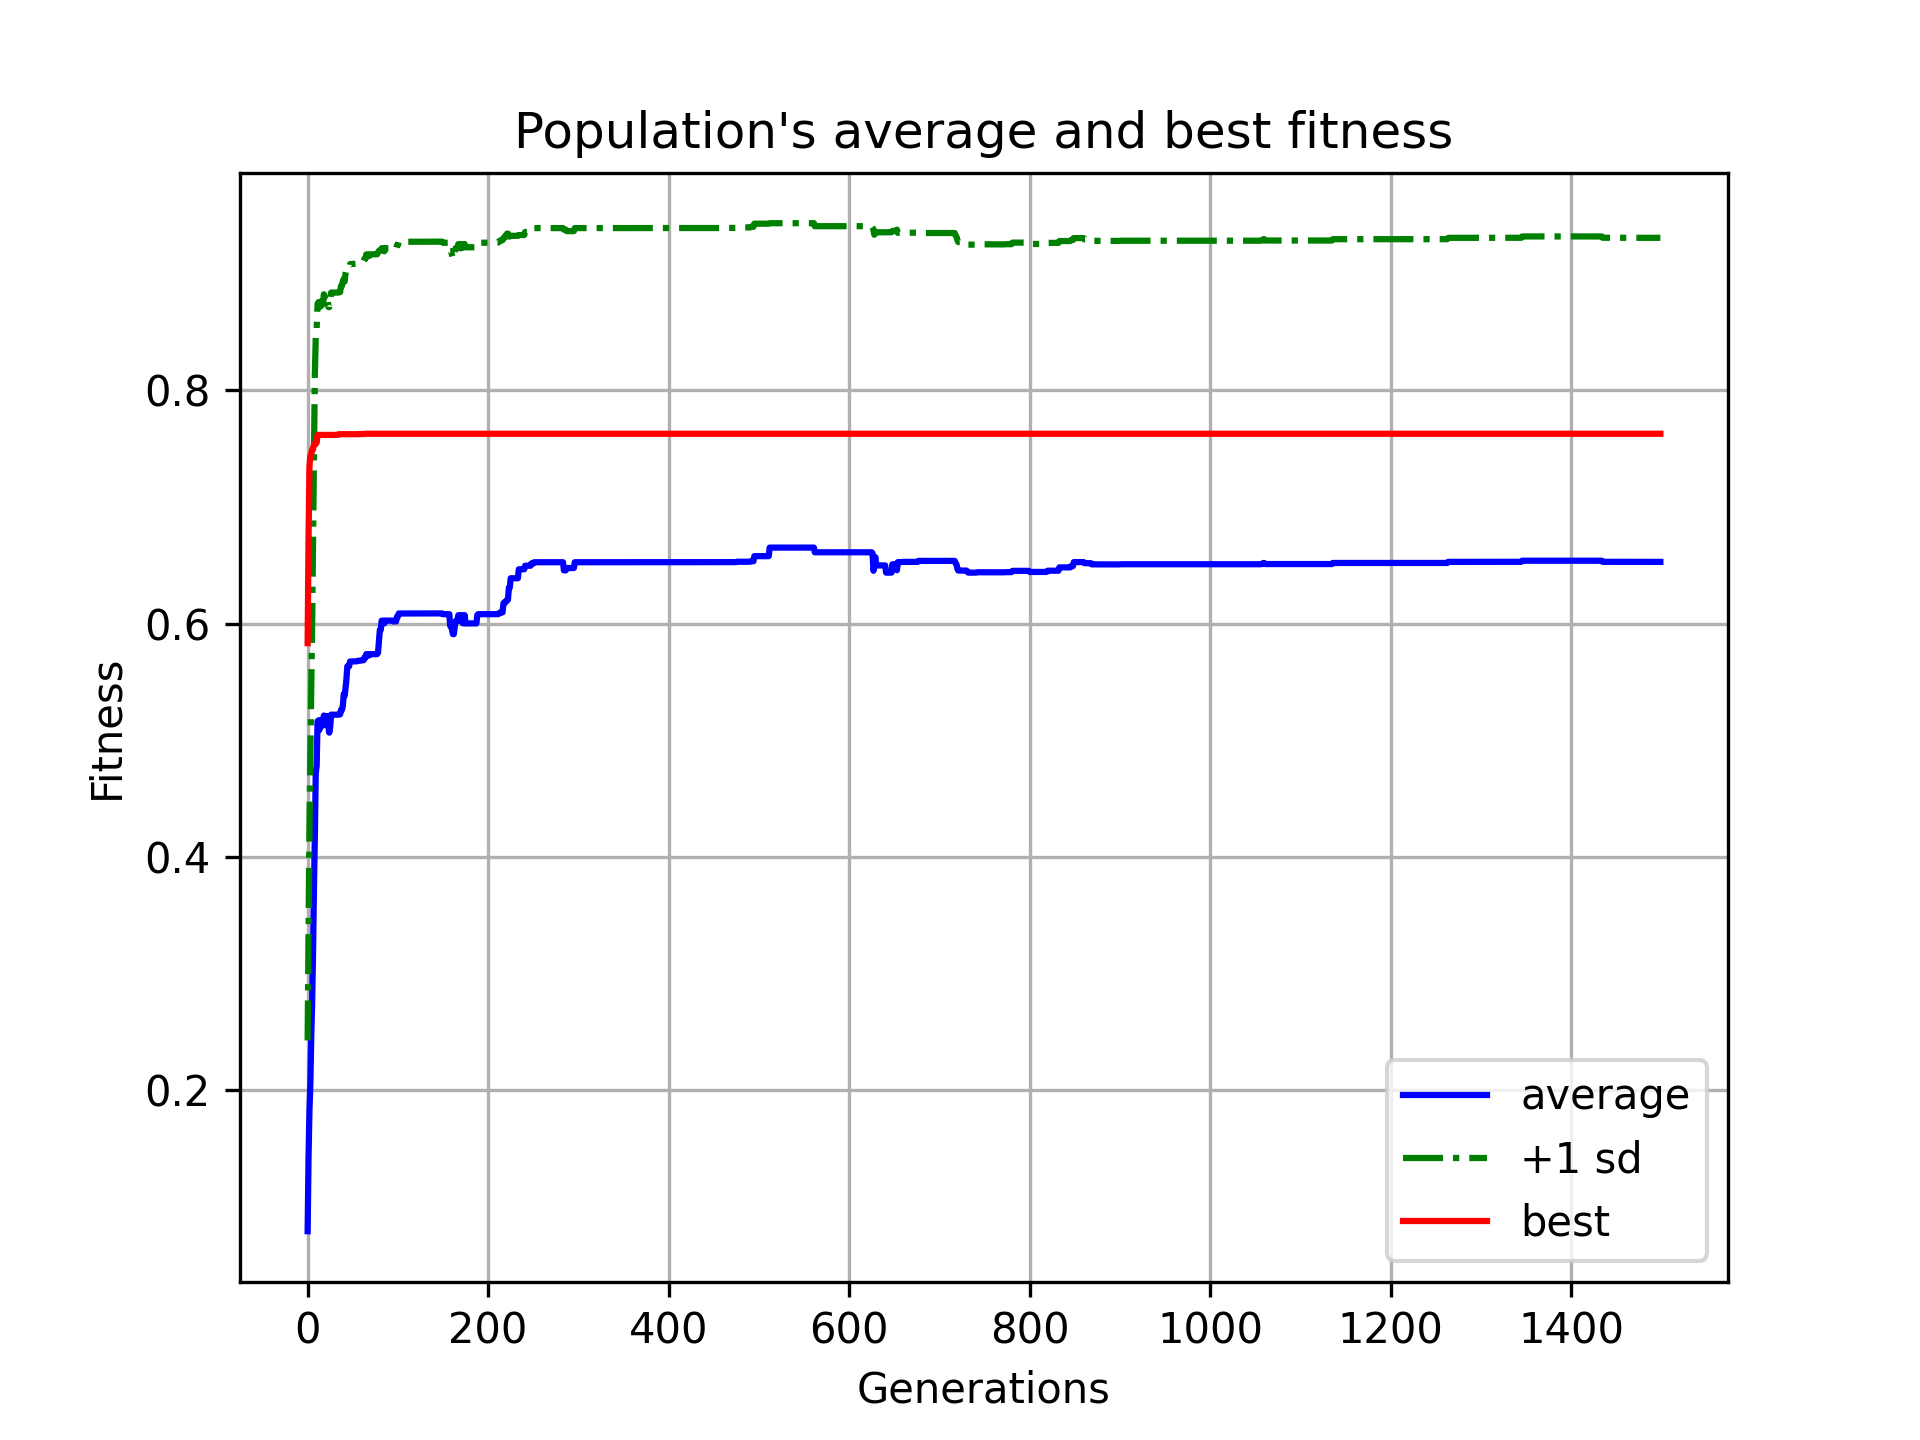 Population's average and best fitness
Fitness
0.8
0.6
0.4
0.2
0 200 400 600 800 1000 1200 1400
Generations
average
+1 sd
best